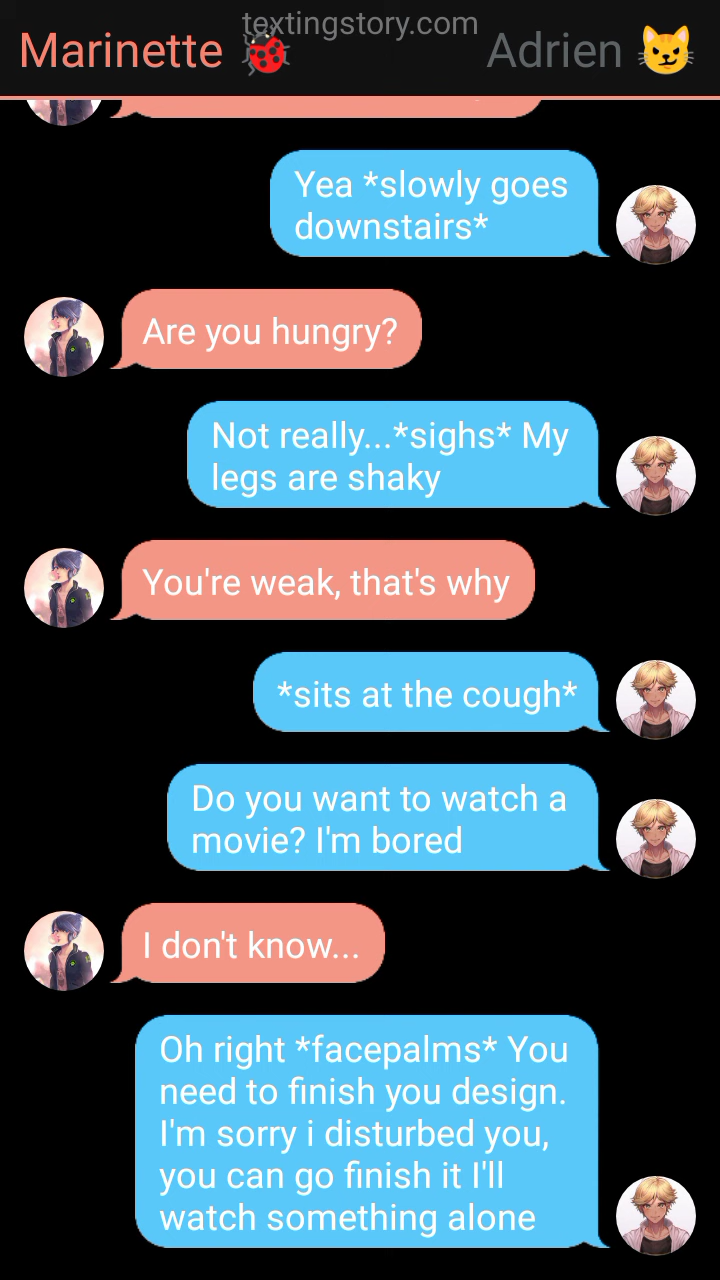 textingstory.com
Marinette 🐞 Adrien 😼
Yea *slowly goes
downstairs*
Are you hungry?
Not really...*sighs* My
legs are shaky
You're weak, that's why
*sits at the cough*
Do you want to watch a
movie? I'm bored
I don't know...
Oh right *facepalms* You
need to finish you design.
I'm sorry i disturbed you,
you can go finish it I'll
watch something alone